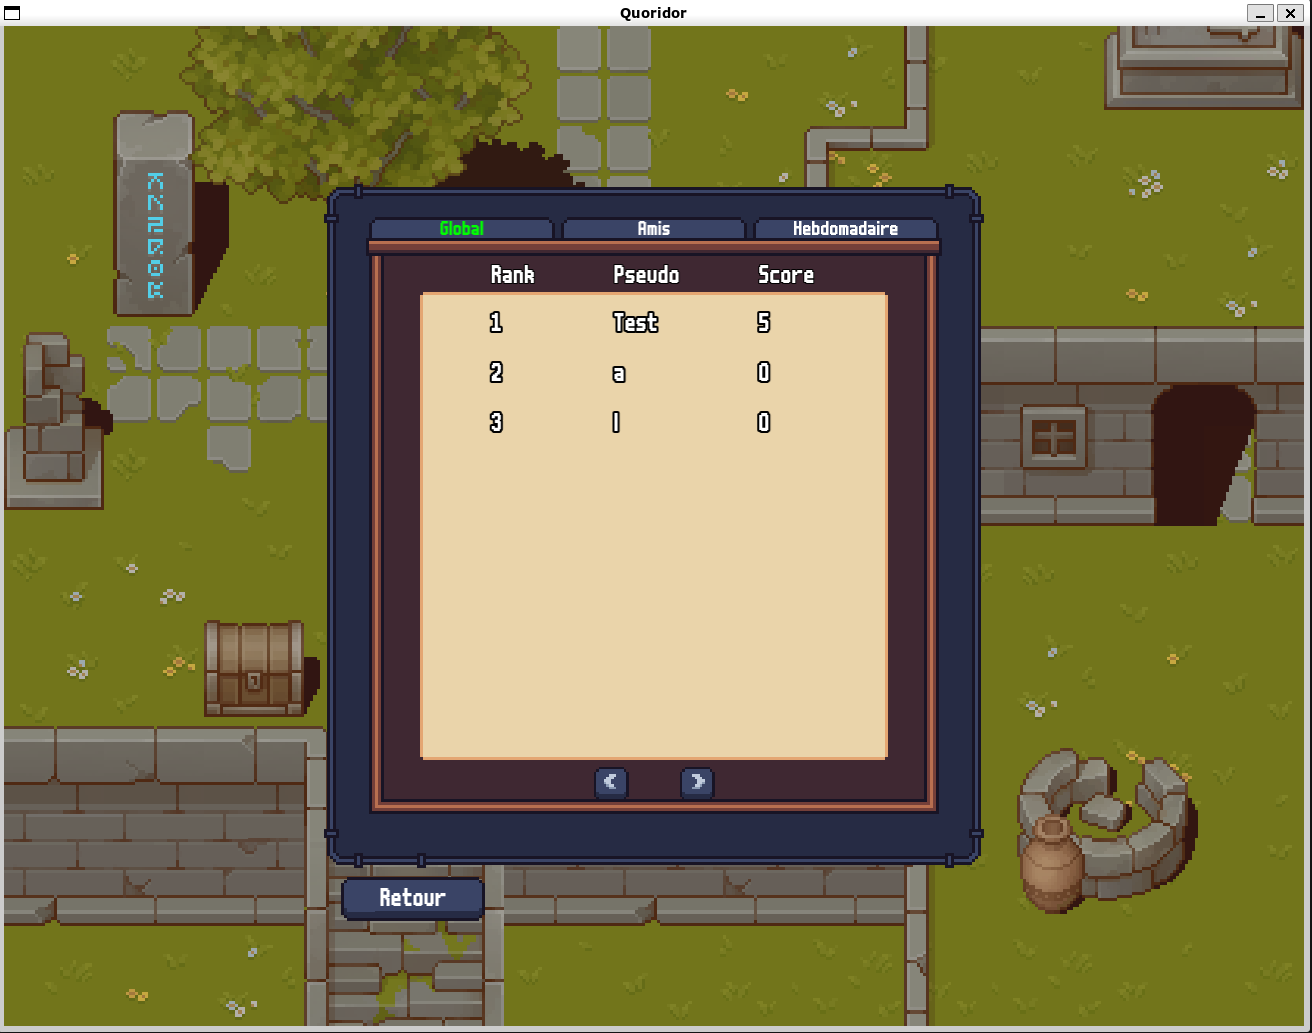 Quoridor
Global Amis Hebdomadaire
Rank Pseudo Score
1 Test 5
2 a 0
3 l 0
Retour